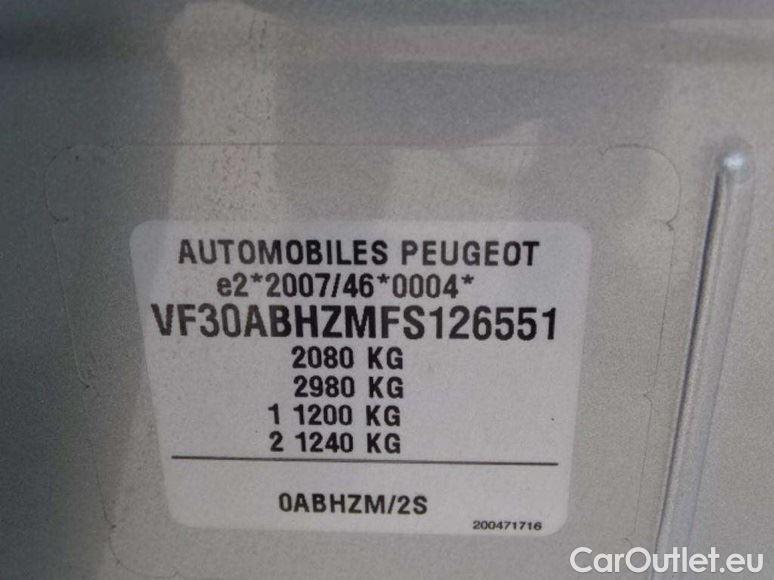 AUTOMOBILES PEUGEOT
e2*2007/46*0004*
VF30ABHZMFS126551
2080 KG
2980 KG
1 1200 KG
2 1240 KG
0ABHZM/2S
200471716
CarOutlet.eu